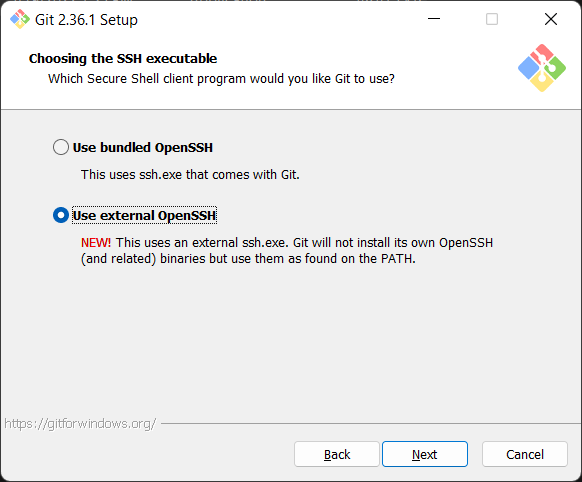 Git 2.36.1 Setup
Choosing the SSH executable
Which Secure Shell client program would you like Git to use?
Use bundled OpenSSH
This uses ssh.exe that comes with Git.
Use external OpenSSH
NEW! This uses an external ssh.exe. Git will not install its own OpenSSH
(and related) binaries but use them as found on the PATH.
https://gitforwindows.org/
Back
Next
Cancel